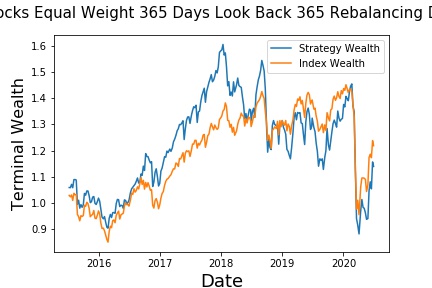 ocks Equal Weight 365 Days Look Back 365 Rebalancing D
Terminal Wealth
1.6
1.5
1.4
1.3
1.2
1.1
1.0
0.9
Strategy Wealth
Index Wealth
2016 2017 2018 2019 2020
Date